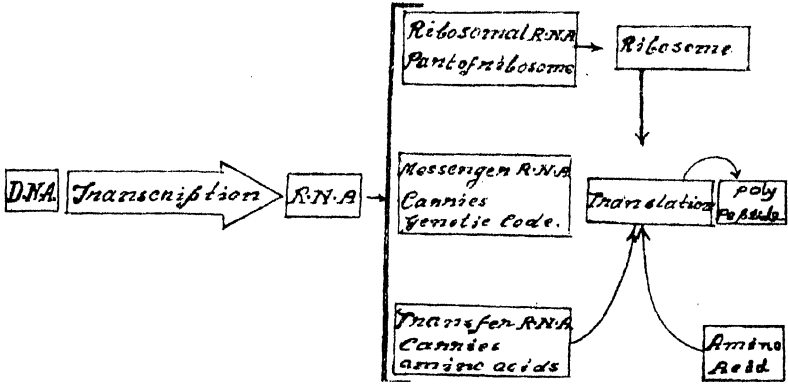 D.N.A.
Transcription
R.N.A
Ribosomal R.N.A
Part of ribosome
Ribosome
Messenger R.N.A
Carries
Genetic Code.
Translation
Poly
Peptide
Transfer R.N.A
Carries
amino acids
Amino
Acid